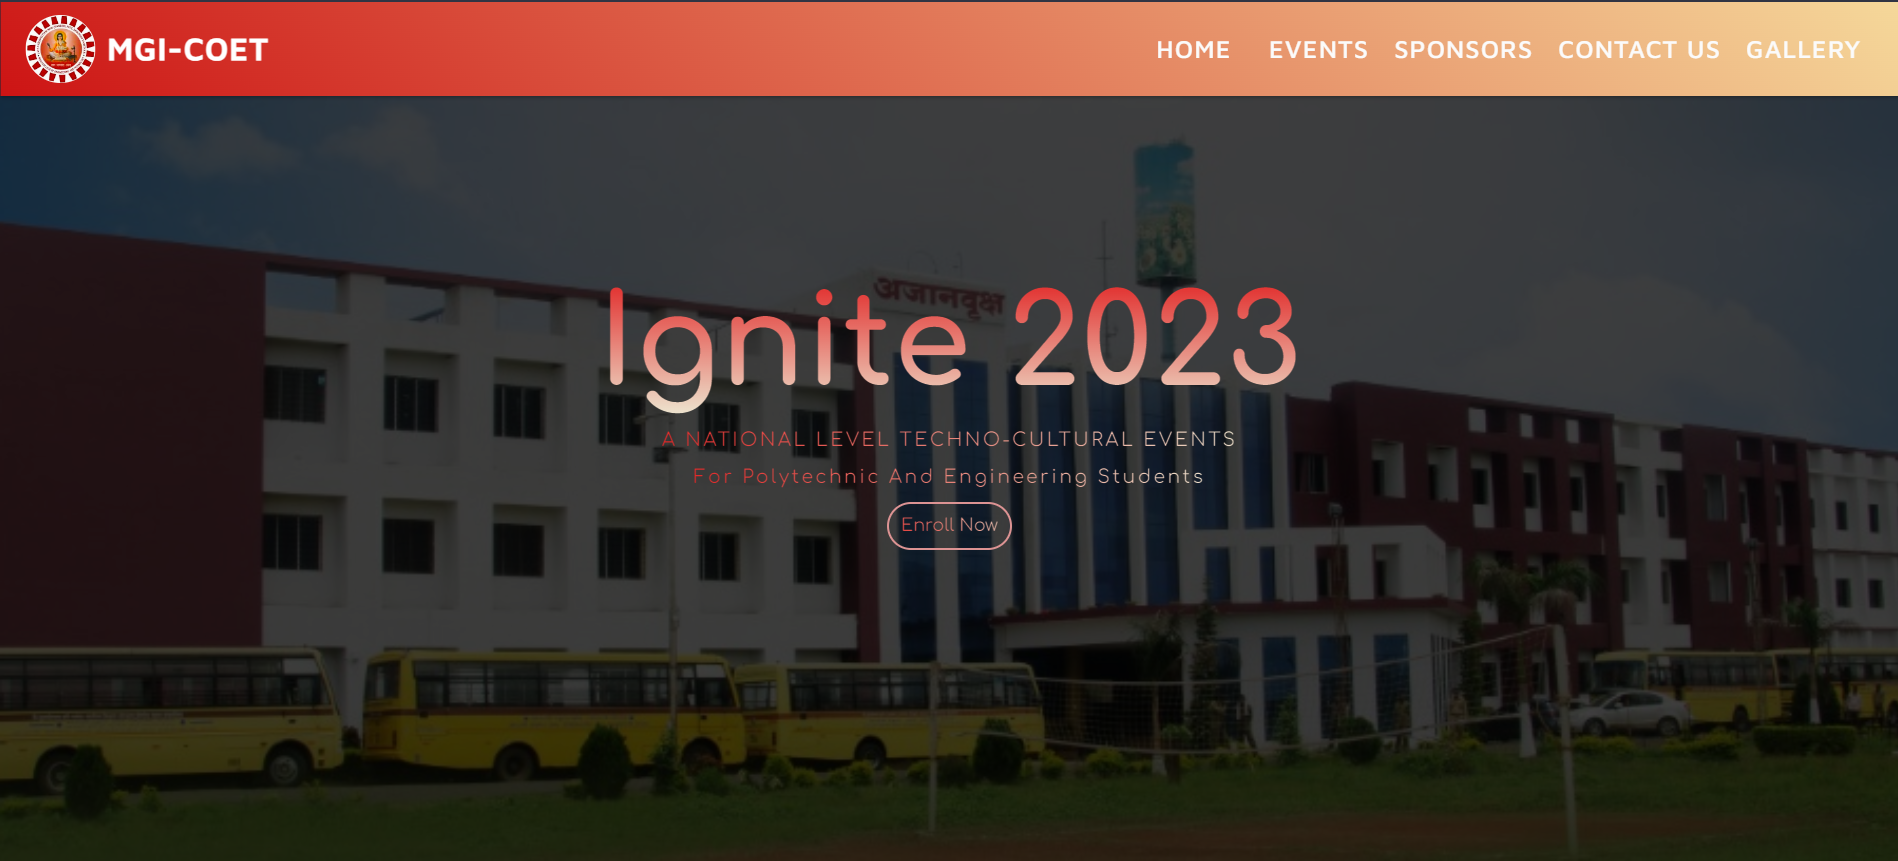 MGI-COET
HOME EVENTS SPONSORS CONTACT US GALLERY
अजानवृक्ष
Ignite 2023
A NATIONAL LEVEL TECHNO-CULTURAL EVENTS
For Polytechnic And Engineering Students
Enroll Now